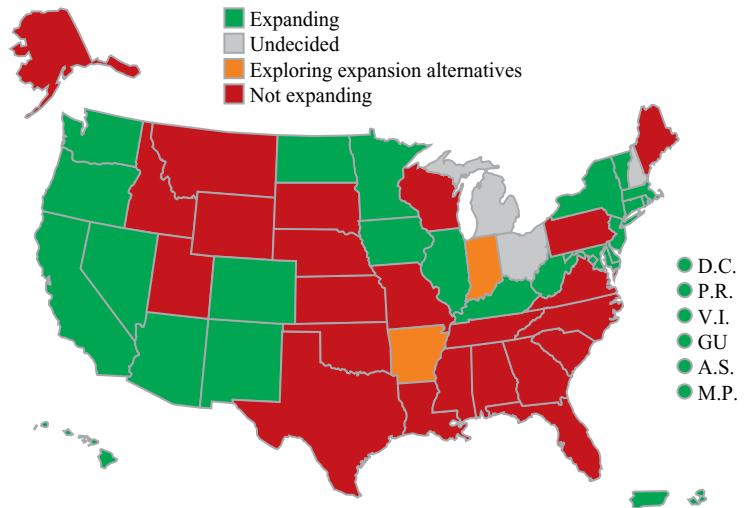 Expanding
Undecided
Exploring expansion alternatives
Not expanding
D.C.
P.R.
V.I.
GU
A.S.
M.P.